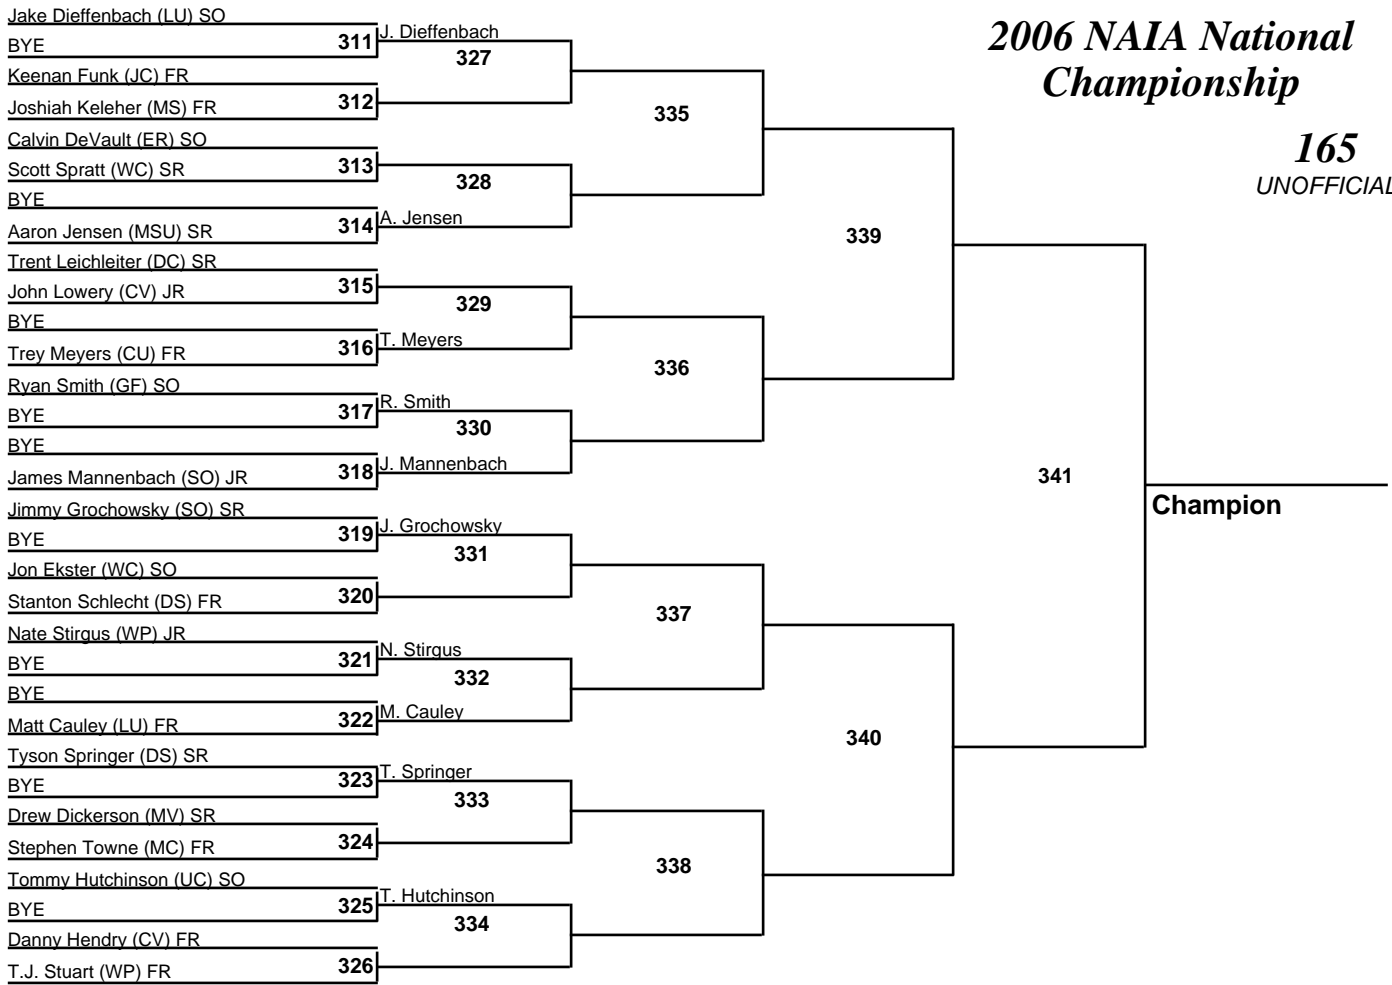 2006 NAIA National
Championship
165
UNOFFICIAL
Jake Dieffenbach (LU) SO
BYE
311
J. Dieffenbach
327
Keenan Funk (JC) FR
Joshiah Keleher (MS) FR
312
335
Calvin DeVault (ER) SO
Scott Spratt (WC) SR
313
328
BYE
Aaron Jensen (MSU) SR
314
A. Jensen
339
Trent Leichleiter (DC) SR
John Lowery (CV) JR
315
329
BYE
Trey Meyers (CU) FR
316
T. Meyers
336
Ryan Smith (GF) SO
BYE
317
R. Smith
330
BYE
James Mannenbach (SO) JR
318
J. Mannenbach
341
Champion
Jimmy Grochowsky (SO) SR
BYE
319
J. Grochowsky
331
Jon Ekster (WC) SO
Stanton Schlecht (DS) FR
320
337
Nate Stirgus (WP) JR
BYE
321
N. Stirgus
332
BYE
Matt Cauley (LU) FR
322
M. Cauley
340
Tyson Springer (DS) SR
BYE
323
T. Springer
333
Drew Dickerson (MV) SR
Stephen Towne (MC) FR
324
338
Tommy Hutchinson (UC) SO
BYE
325
T. Hutchinson
334
Danny Hendry (CV) FR
T.J. Stuart (WP) FR
326